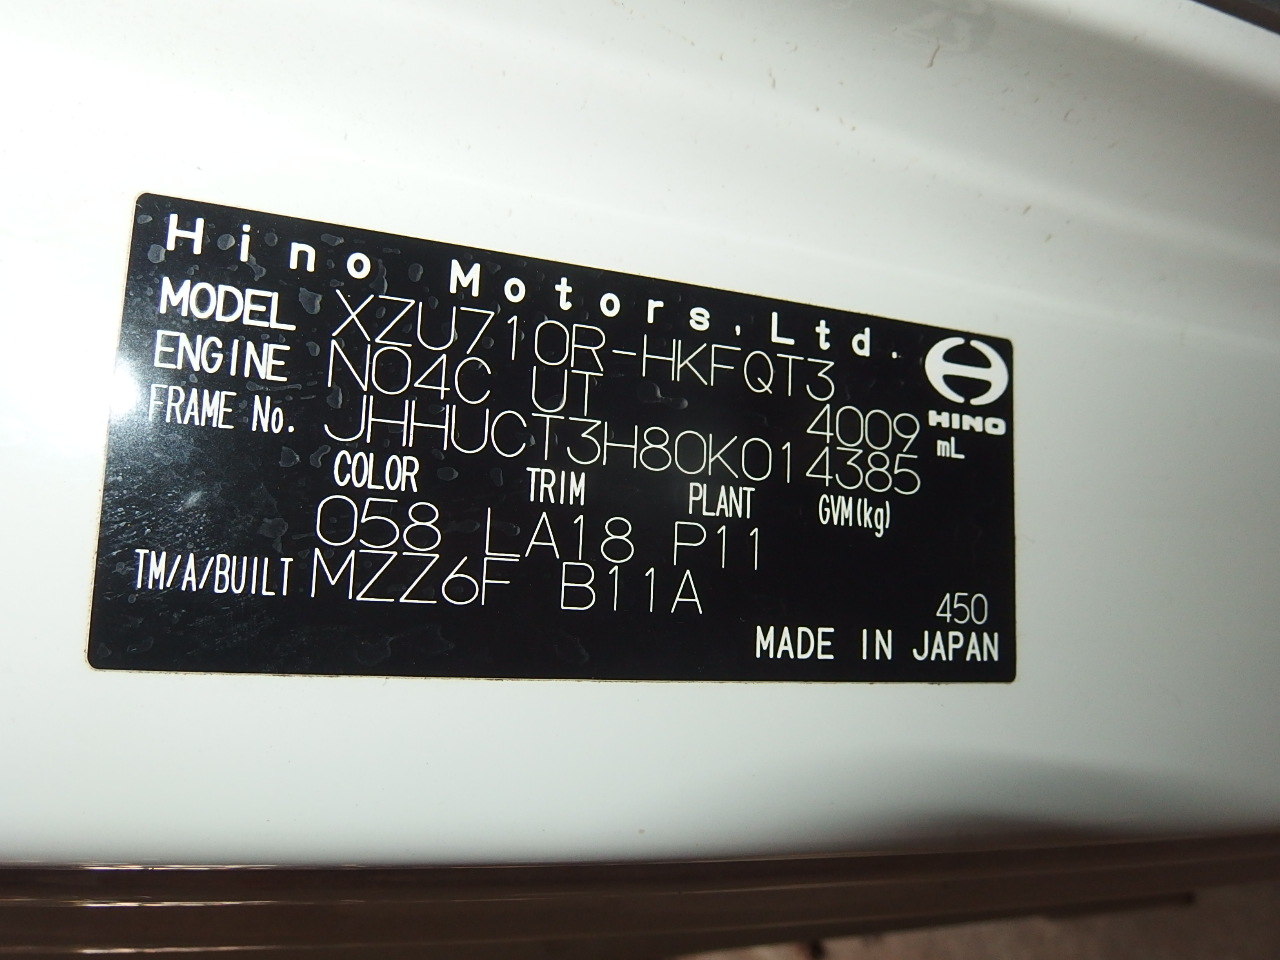 Hino Motors, Ltd.
MODEL XZU710R-HKFQT3
ENGINE N04C UT 4009 mL
HINO
FRAME No. JHHUCT3H80K014385
COLOR TRIM PLANT GVM(kg)
058 LA18 P11
TM/A/BUILT MZZ6F B11A
450
MADE IN JAPAN